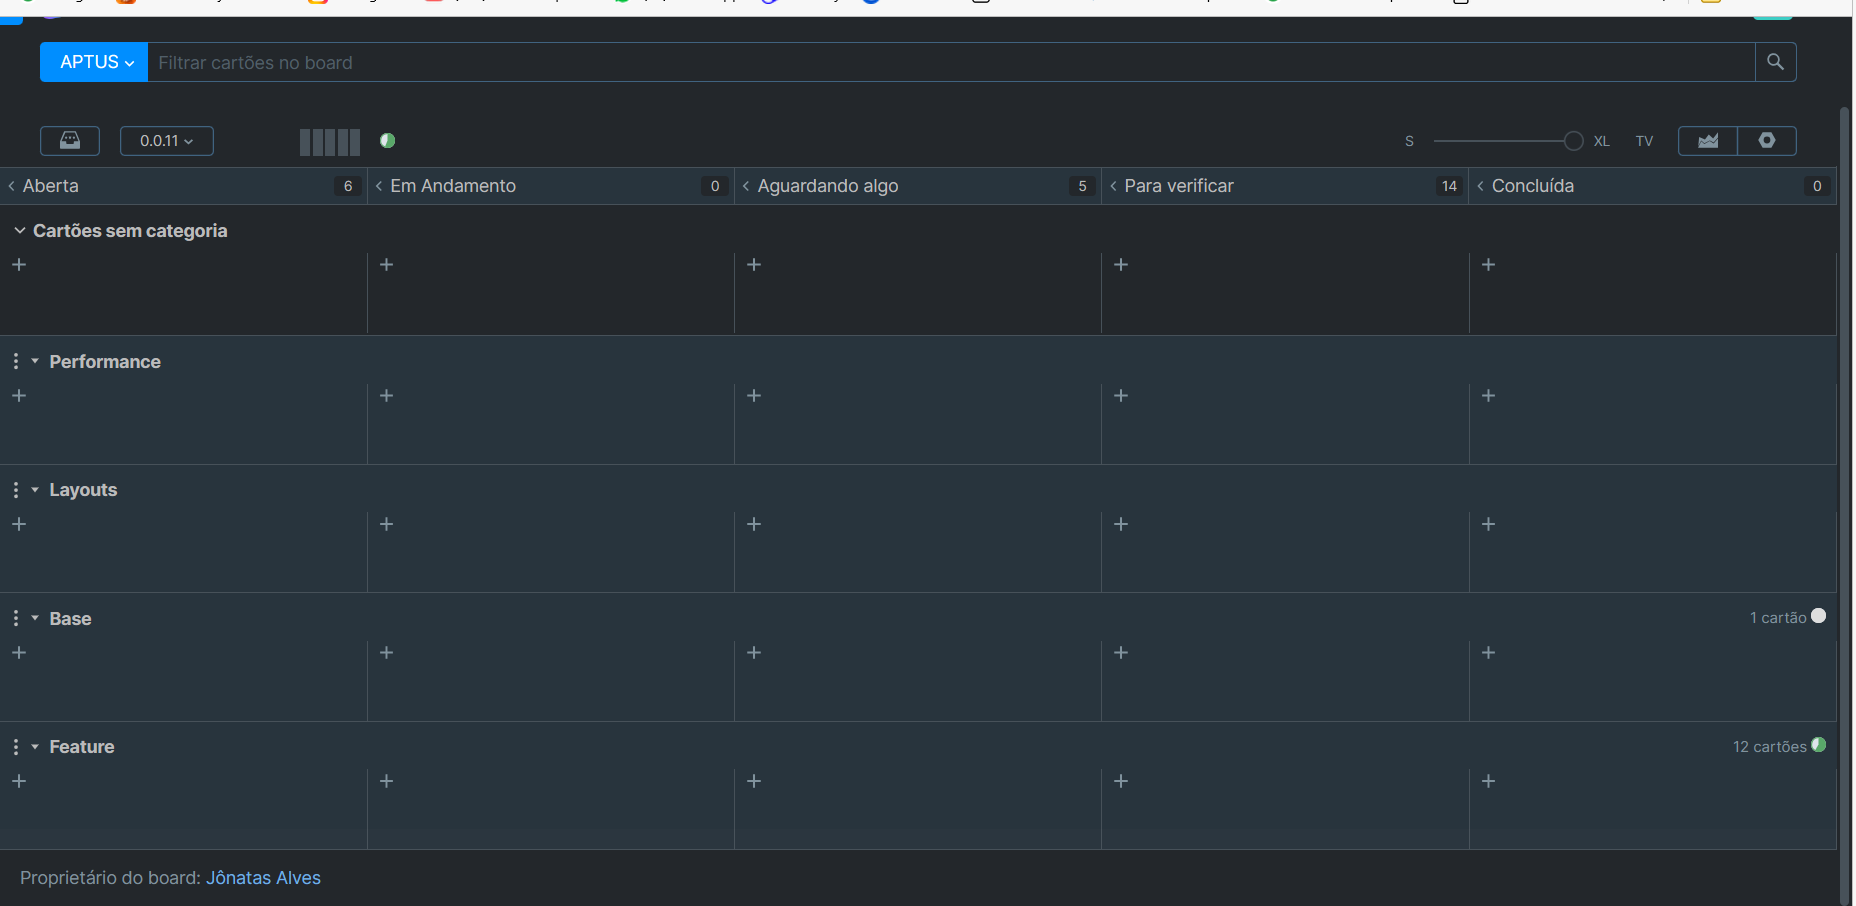 APTUS Filtrar cartões no board
0.0.11 S XL TV
Aberta 6 Em Andamento 0 Aguardando algo 5 Para verificar 14 Concluída 0
Cartões sem categoria
Performance
Layouts
Base 1 cartão
Feature 12 cartões
Proprietário do board: Jônatas Alves